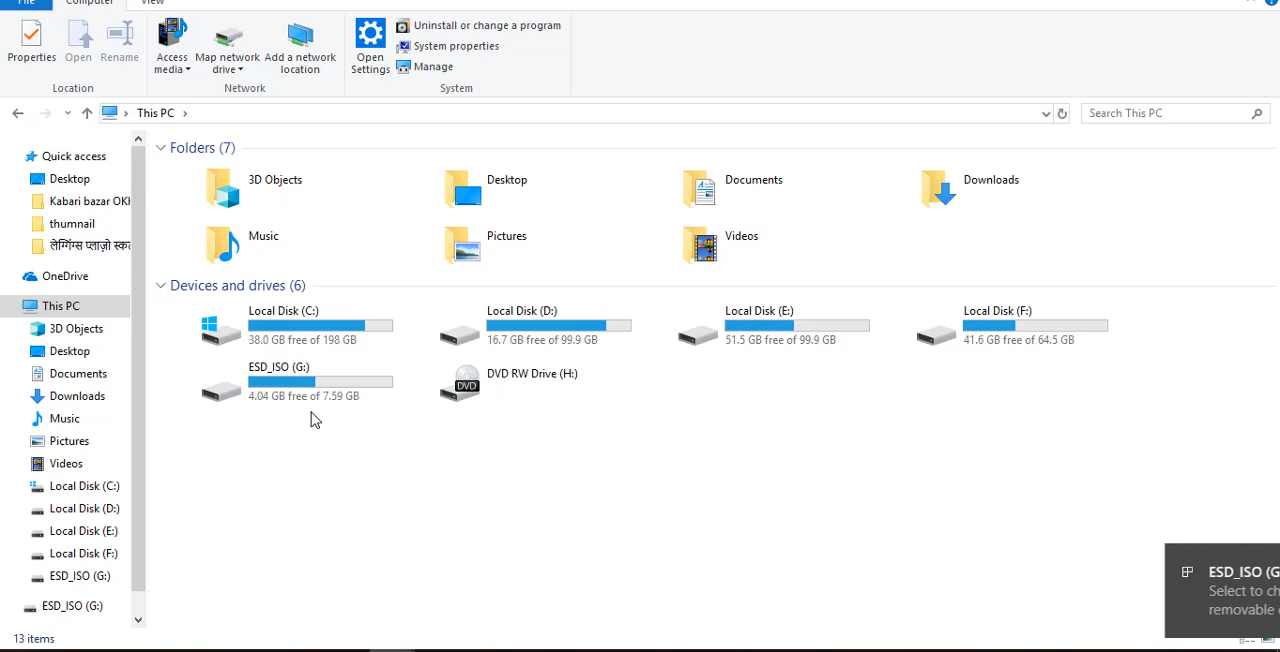 File Computer View
Properties
Open
Rename
Location
Access
media
Map network
drive
Add a network
location
Network
Open
Settings
Uninstall or change a program
System properties
Manage
System
This PC
Search This PC
Quick access
Desktop
Kabari bazar OKH
thumnail
लेगिंग्स प्लाज़ो स्कट
OneDrive
This PC
3D Objects
Desktop
Documents
Downloads
Music
Pictures
Videos
Local Disk (C:)
Local Disk (D:)
Local Disk (E:)
Local Disk (F:)
ESD_ISO (G:)
ESD_ISO (G:)
Folders (7)
3D Objects
Desktop
Documents
Downloads
Music
Pictures
Videos
Devices and drives (6)
Local Disk (C:)
38.0 GB free of 198 GB
Local Disk (D:)
16.7 GB free of 99.9 GB
Local Disk (E:)
51.5 GB free of 99.9 GB
Local Disk (F:)
41.6 GB free of 64.5 GB
ESD_ISO (G:)
4.04 GB free of 7.59 GB
DVD
DVD RW Drive (H:)
ESD_ISO (G
Select to ch
removable
13 items